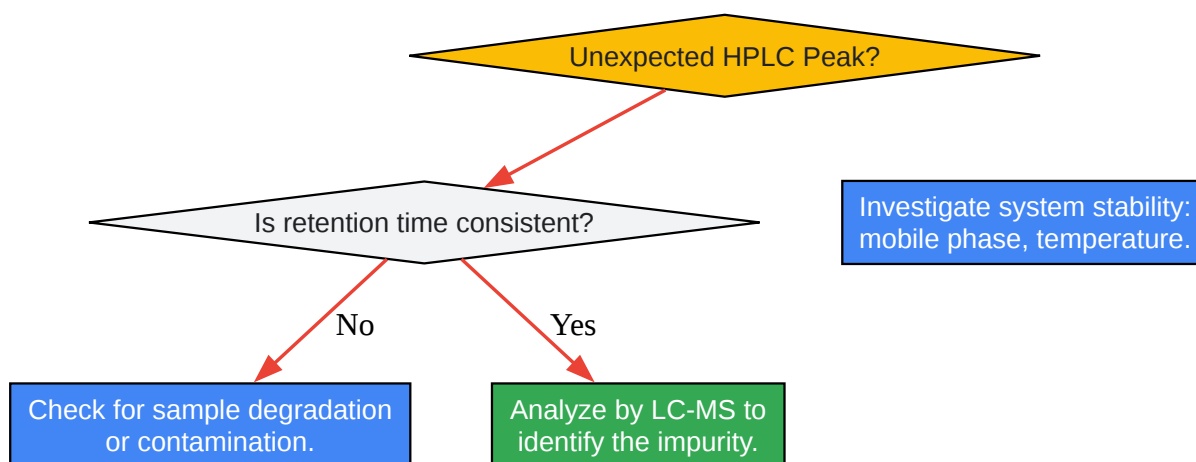 Unexpected HPLC Peak?
Is retention time consistent?
Investigate system stability:
mobile phase, temperature.
No
Yes
Check for sample degradation
or contamination.
Analyze by LC-MS to
identify the impurity.